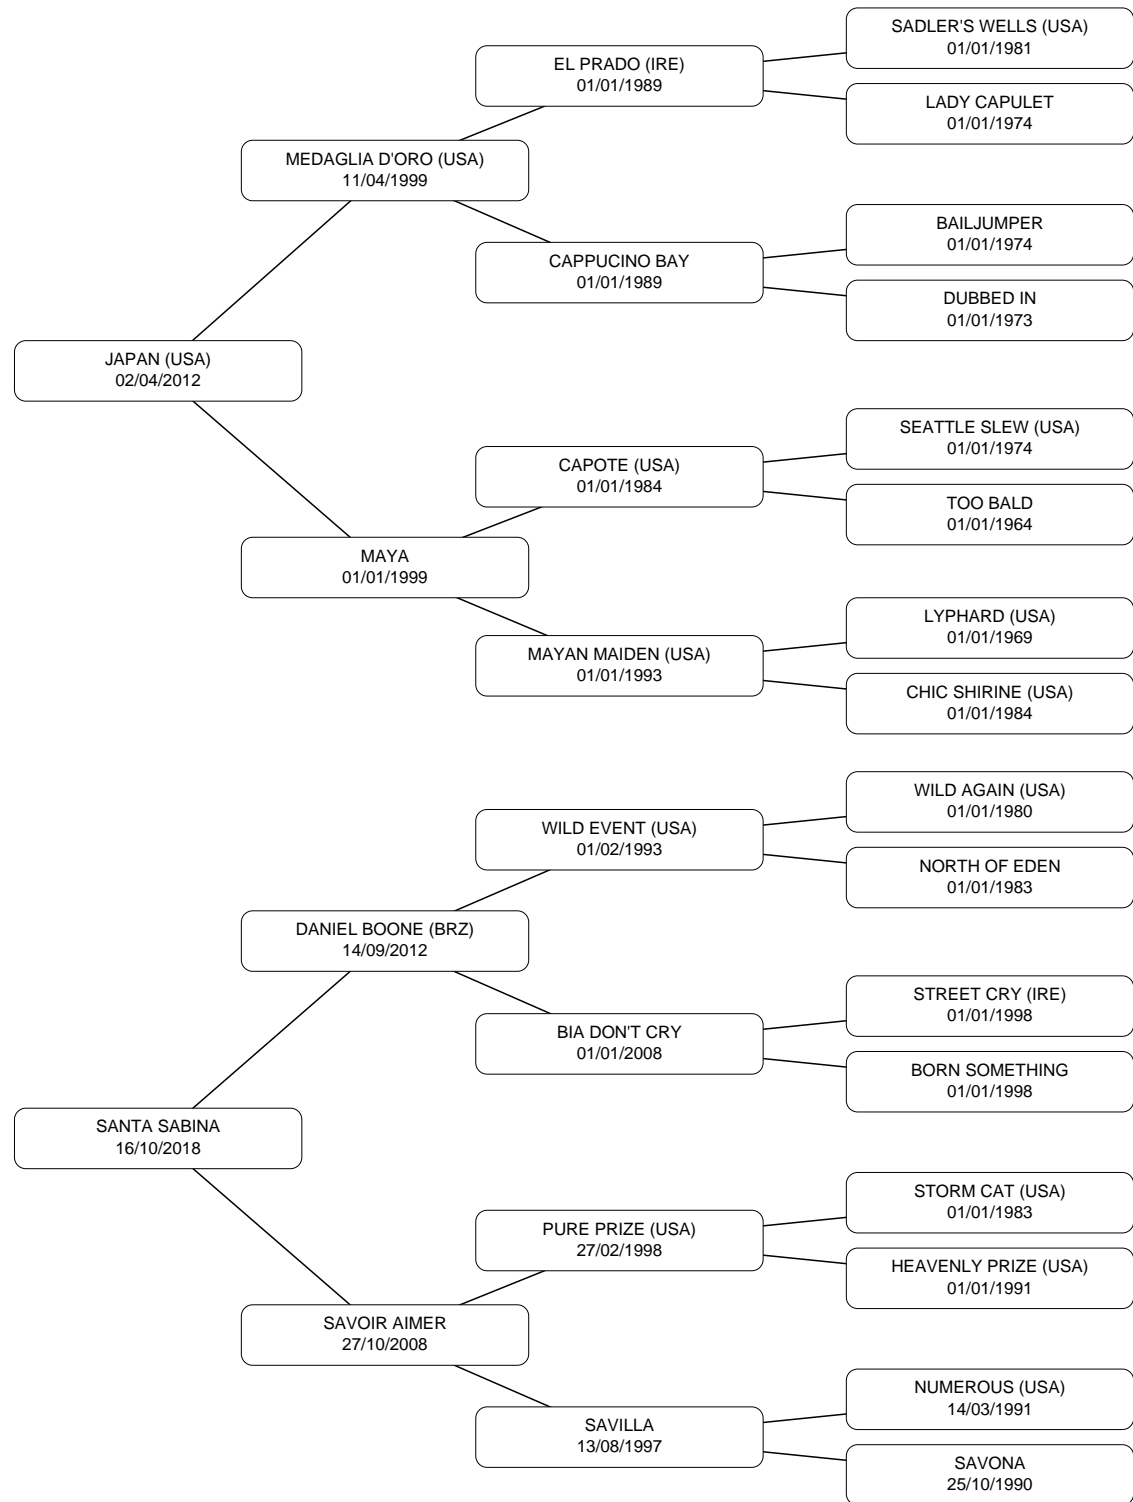 SADLER'S WELLS (USA)
01/01/1981
EL PRADO (IRE)
01/01/1989
LADY CAPULET
01/01/1974
MEDAGLIA D'ORO (USA)
11/04/1999
BAILJUMPER
01/01/1974
CAPPUCINO BAY
01/01/1989
DUBBED IN
01/01/1973
JAPAN (USA)
02/04/2012
SEATTLE SLEW (USA)
01/01/1974
CAPOTE (USA)
01/01/1984
TOO BALD
01/01/1964
MAYA
01/01/1999
LYPHARD (USA)
01/01/1969
MAYAN MAIDEN (USA)
01/01/1993
CHIC SHIRINE (USA)
01/01/1984
WILD AGAIN (USA)
01/01/1980
WILD EVENT (USA)
01/02/1993
NORTH OF EDEN
01/01/1983
DANIEL BOONE (BRZ)
14/09/2012
STREET CRY (IRE)
01/01/1998
BIA DON'T CRY
01/01/2008
BORN SOMETHING
01/01/1998
SANTA SABINA
16/10/2018
STORM CAT (USA)
01/01/1983
PURE PRIZE (USA)
27/02/1998
HEAVENLY PRIZE (USA)
01/01/1991
SAVOIR AIMER
27/10/2008
NUMEROUS (USA)
14/03/1991
SAVILLA
13/08/1997
SAVONA
25/10/1990